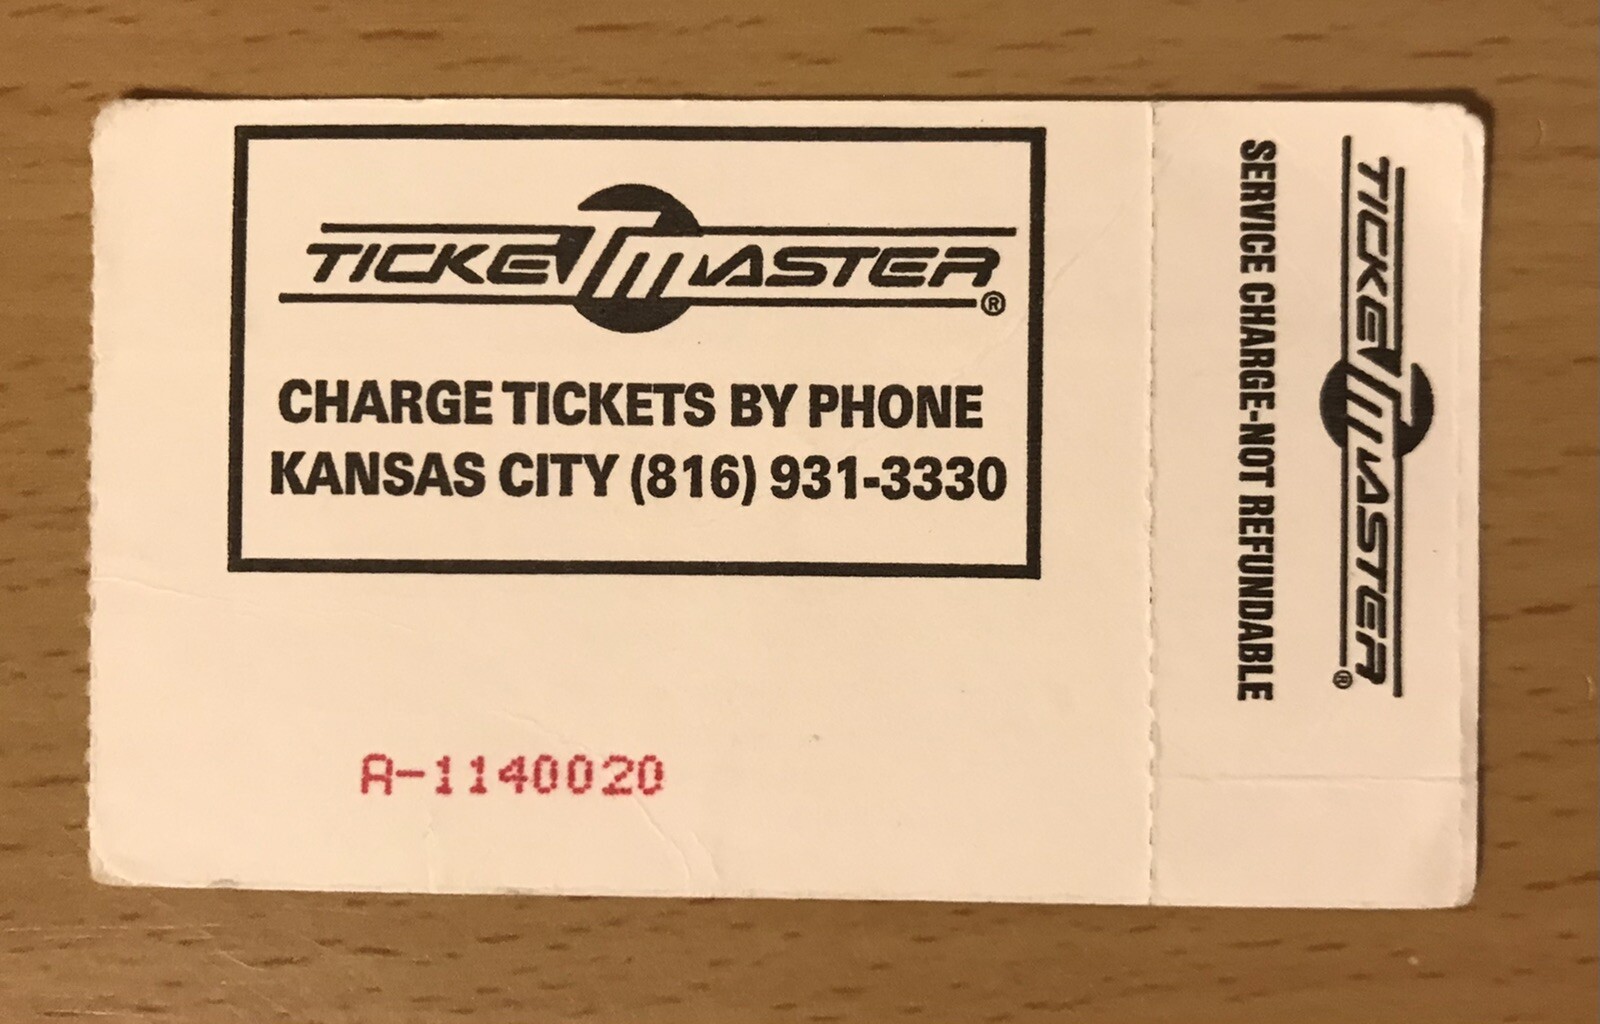 TICKETMASTER®
CHARGE TICKETS BY PHONE
KANSAS CITY (816) 931-3330
A-1140020
TICKETMASTER®
SERVICE CHARGE-NOT REFUNDABLE